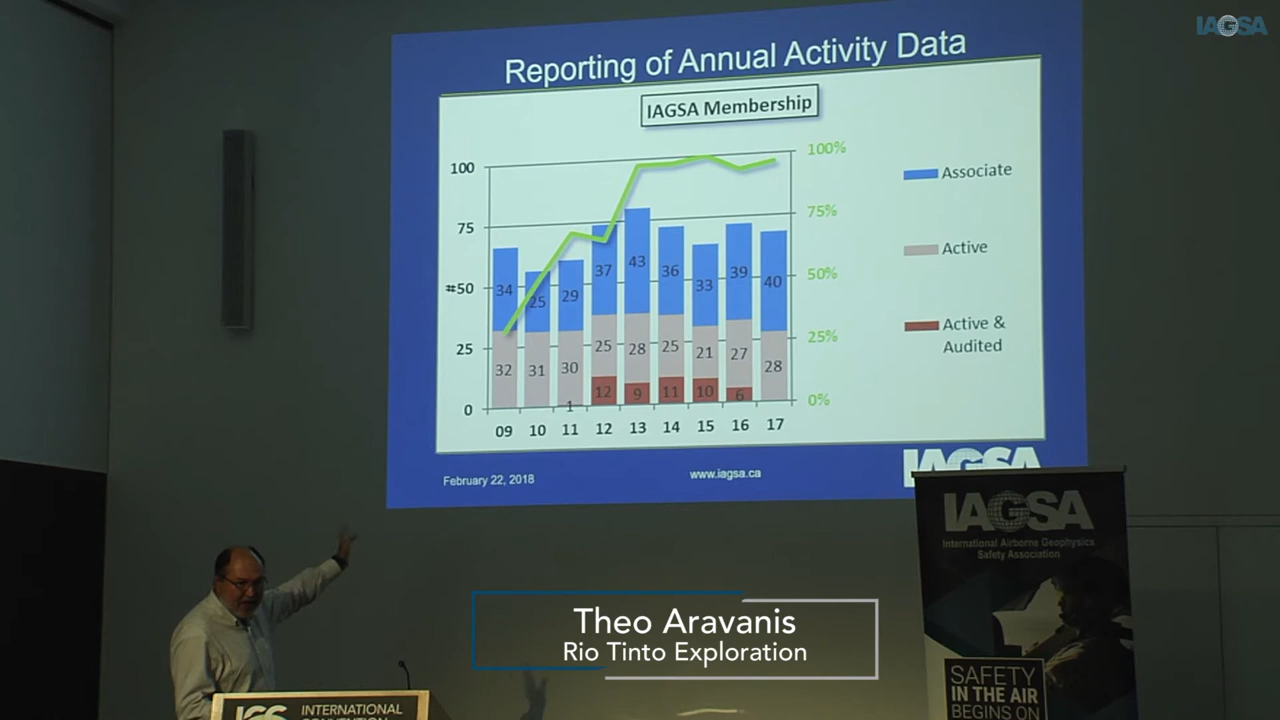 IAGSA
Reporting of Annual Activity Data
IAGSA Membership
100
75
#50
25
0
100%
75%
50%
25%
0%
34 25 29 37 43 36 33 39 40
32 31 30 25 28 25 21 27 28
1 12 9 11 10 6
09 10 11 12 13 14 15 16 17
Associate
Active
Active &
Audited
February 22, 2018
www.iagsa.ca
IAGSA
IAGSA
International Airborne Geophysics
Safety Association
SAFETY
IN THE AIR
BEGINS ON
Theo Aravanis
Rio Tinto Exploration
ICS INTERNATIONAL
CONVENTION